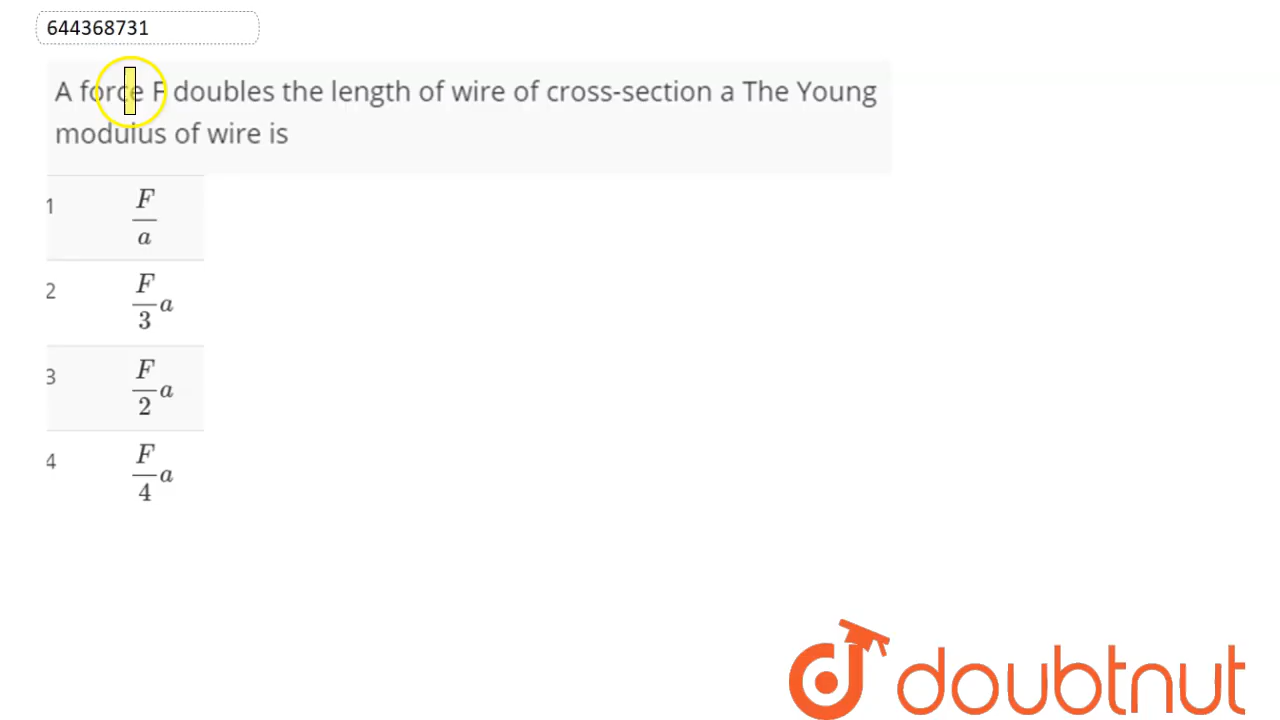 644368731
A force F doubles the length of wire of cross-section a The Young
modulus of wire is
1 F/a
2 F/3 a
3 F/2 a
4 F/4 a
doubtnut